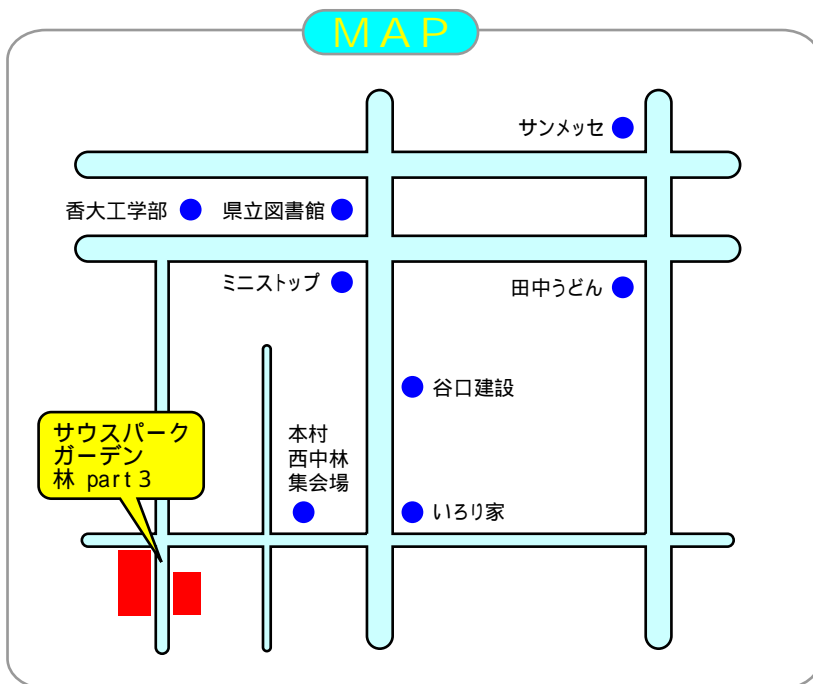 MAP
サンメッセ
香大工学部
県立図書館
ミニストップ
田中うどん
谷口建設
サウスパーク
ガーデン
林 part3
本村
西中林
集会場
いろり家